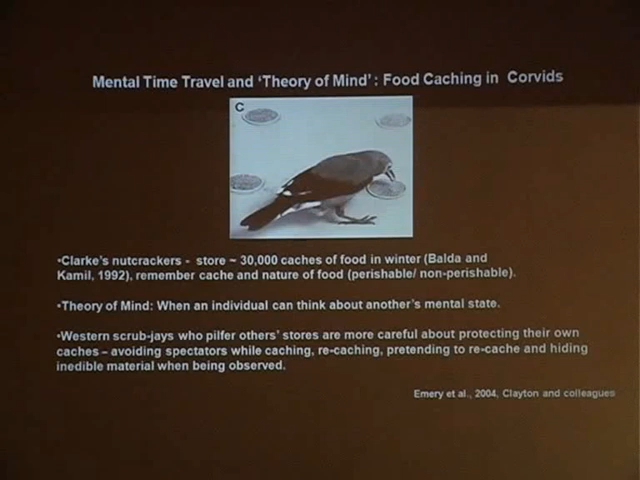 Mental Time Travel and 'Theory of Mind' : Food Caching in Corvids
C
•Clarke's nutcrackers - store ~ 30,000 caches of food in winter (Balda and
Kamil, 1992), remember cache and nature of food (perishable/ non-perishable).
•Theory of Mind: When an individual can think about another's mental state.
•Western scrub-jays who pilfer others' stores are more careful about protecting their own
caches – avoiding spectators while caching, re-caching, pretending to re-cache and hiding
inedible material when being observed.
Emery et al., 2004, Clayton and colleagues